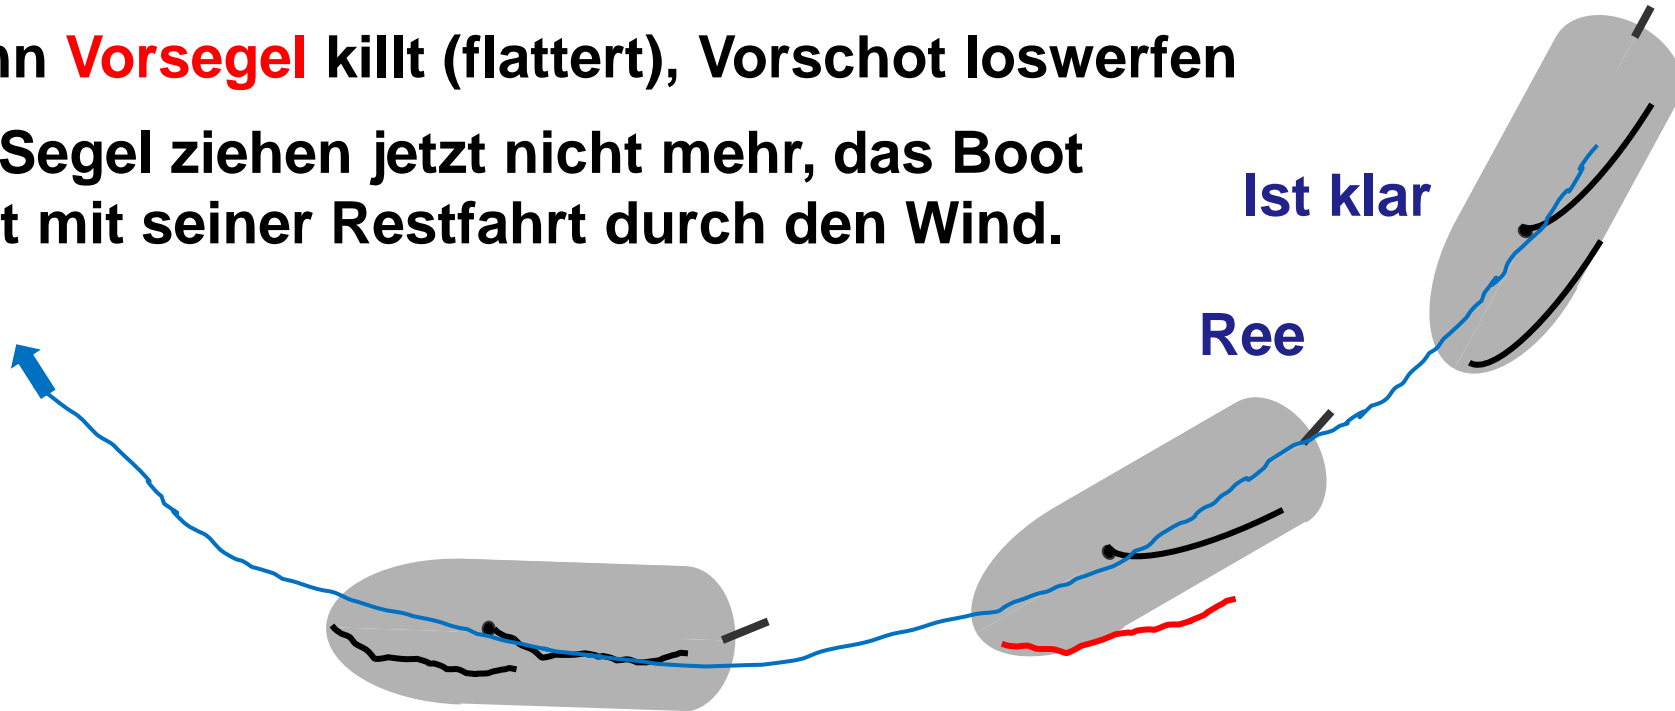 nn Vorsegel killt (flattert), Vorschot loswerfen
Segel ziehen jetzt nicht mehr, das Boot
t mit seiner Restfahrt durch den Wind.
Ist klar
Ree